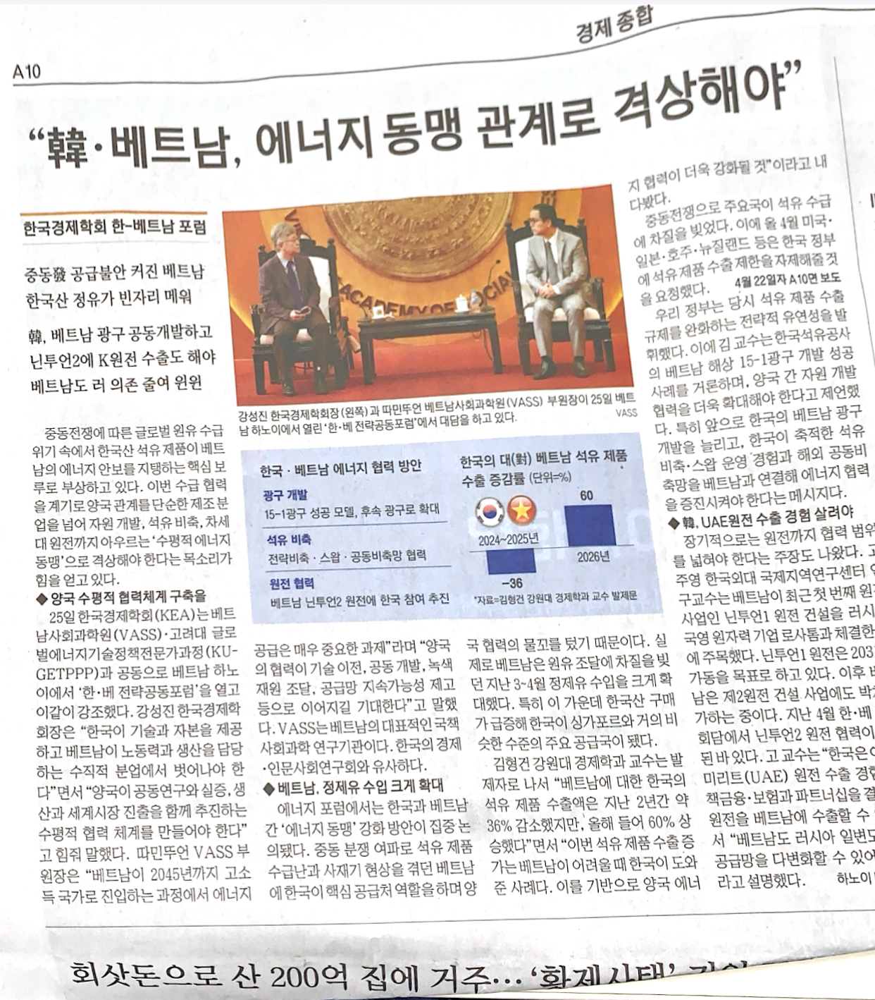 경제 종합
A10
“韓·베트남, 에너지 동맹 관계로 격상해야”
한국경제학회 한-베트남 포럼
중동發 공급불안 커진 베트남
한국산 정유가 빈자리 메워
韓, 베트남 광구 공동개발하고
닌투언2에 K원전 수출도 해야
베트남도 러 의존 줄여 윈윈
중동전쟁에 따른 글로벌 원유 수급
위기 속에서 한국산 석유 제품이 베트
남의 에너지 안보를 지탱하는 핵심 보
루로 부상하고 있다. 이번 수급 협력
을 계기로 양국 관계를 단순한 제조 분
업을 넘어 자원 개발, 석유 비축, 차세
대 원전까지 아우르는 ‘수평적 에너지
동맹’으로 격상해야 한다는 목소리가
힘을 얻고 있다.
◆양국 수평적 협력체계 구축을
25일 한국경제학회(KEA)는 베트
남사회과학원(VASS)·고려대 글로
벌에너지기술정책전문가과정(KU-
GETPPP)과 공동으로 베트남 하노
이에서 ‘한·베 전략공동포럼’을 열고
이같이 강조했다. 강성진 한국경제학
회장은 “한국이 기술과 자본을 제공
하고 베트남이 노동력과 생산을 담당
하는 수직적 분업에서 벗어나야 한
다”면서 “양국이 공동연구와 실증, 생
산과 세계시장 진출을 함께 추진하는
수평적 협력 체계를 만들어야 한다”
고 힘줘 말했다. 따민뚜언 VASS 부
원장은 “베트남이 2045년까지 고소
득 국가로 진입하는 과정에서 에너지
ACADEMY OF SOCIAL
강성진 한국경제학회장(왼쪽)과 따민뚜언 베트남사회과학원(VASS) 부원장이 25일 베트
남 하노이에서 열린 ‘한·베 전략공동포럼’에서 대담을 하고 있다.
VASS
한국·베트남 에너지 협력 방안
광구 개발
15-1광구 성공 모델, 후속 광구로 확대
석유 비축
전략비축·스왑·공동비축망 협력
원전 협력
베트남 닌투언2 원전에 한국 참여 추진
한국의 대(對) 베트남 석유 제품
수출 증감률 (단위=%)
60
2024~2025년
2026년
-36
*자료=김형건 강원대 경제학과 교수 발제문
공급은 매우 중요한 과제”라며 “양국
의 협력이 기술 이전, 공동 개발, 녹색
재원 조달, 공급망 지속가능성 제고
등으로 이어지길 기대한다”고 말했
다. VASS는 베트남의 대표적인 국책
사회과학 연구기관이다. 한국의 경제
·인문사회연구회와 유사하다.
◆베트남, 정제유 수입 크게 확대
에너지 포럼에서는 한국과 베트남
간 ‘에너지 동맹’ 강화 방안이 집중 논
의됐다. 중동 분쟁 여파로 석유 제품
수급난과 사재기 현상을 겪던 베트남
에 한국이 핵심 공급처 역할을 하며 양
국 협력의 물꼬를 텄기 때문이다. 실
제로 베트남은 원유 조달에 차질을 빚
던 지난 3~4월 정제유 수입을 크게 확
대했다. 특히 이 가운데 한국산 구매
가 급증해 한국이 싱가포르와 거의 비
슷한 수준의 주요 공급국이 됐다.
김형건 강원대 경제학과 교수는 발
제자로 나서 “베트남에 대한 한국의
석유 제품 수출액은 지난 2년간 약
36% 감소했지만, 올해 들어 60% 상
승했다”면서 “이번 석유 제품 수출 증
가는 베트남이 어려울 때 한국이 도와
준 사례다. 이를 기반으로 양국 에너
지 협력이 더욱 강화될 것”이라고 내
다봤다.
중동전쟁으로 주요국이 석유 수급
에 차질을 빚었다. 이에 올 4월 미국·
일본·호주·뉴질랜드 등은 한국 정부
에 석유 제품 수출 제한을 자제해줄 것
을 요청했다. 4월 22일자 A10면 보도
우리 정부는 당시 석유 제품 수출
규제를 완화하는 전략적 유연성을 발
휘했다. 이에 김 교수는 한국석유공사
의 베트남 해상 15-1광구 개발 성공
사례를 거론하며, 양국 간 자원 개발
협력을 더욱 확대해야 한다고 제언했
다. 특히 앞으로 한국의 베트남 광구
개발을 늘리고, 한국이 축적한 석유
비축·스왑 운영 경험과 해외 공동비
축망을 베트남과 연결해 에너지 협력
을 증진시켜야 한다는 메시지다.
◆韓, UAE원전 수출 경험 살려야
장기적으로는 원전까지 협력 범위
를 넓혀야 한다는 주장도 나왔다. 고
주영 한국외대 국제지역연구센터 연
구교수는 베트남이 최근 첫 번째 원전
사업인 닌투언1 원전 건설을 러시
국영 원자력 기업 로사톰과 체결한
에 주목했다. 닌투언1 원전은 203
가동을 목표로 하고 있다. 이후 베
남은 제2원전 건설 사업에도 박
가하는 중이다. 지난 4월 한·베
회담에서 닌투언2 원전 협력이
된 바 있다. 고 교수는 “한국은
미리트(UAE) 원전 수출 경험
책금융·보험과 파트너십을 결
원전을 베트남에 수출할 수
서 “베트남도 러시아 일변도
공급망을 다변화할 수 있어
라고 설명했다. 하노이
회삿돈으로 산 200억 집에 거주…‘황제사택’